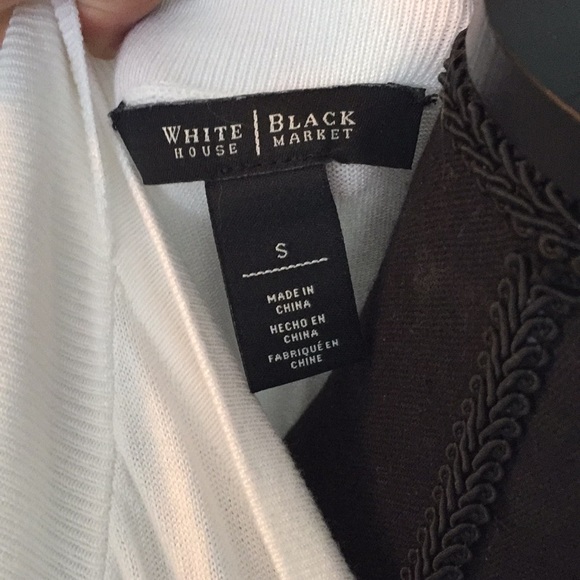 WHITE HOUSE | BLACK MARKET
S
MADE IN
CHINA
HECHO EN
CHINA
FABRIQUÉ EN
CHINE